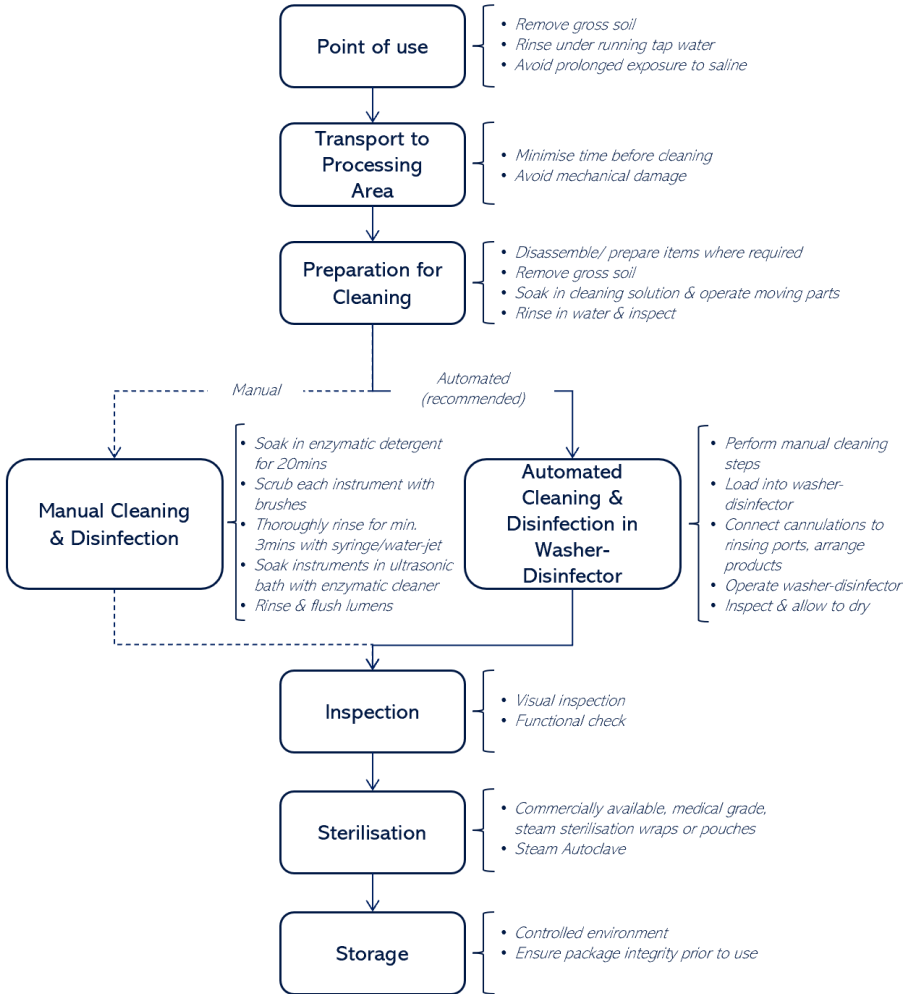 Point of use
• Remove gross soil
• Rinse under running tap water
• Avoid prolonged exposure to saline
Transport to
Processing
Area
• Minimise time before cleaning
• Avoid mechanical damage
Preparation for
Cleaning
• Disassemble/ prepare items where required
• Remove gross soil
• Soak in cleaning solution & operate moving parts
• Rinse in water & inspect
Manual
Automated
(recommended)
Manual Cleaning
& Disinfection
• Soak in enzymatic detergent
for 20mins
• Scrub each instrument with
brushes
• Thoroughly rinse for min.
3mins with syringe/water-jet
• Soak instruments in ultrasonic
bath with enzymatic cleaner
• Rinse & flush lumens
Automated
Cleaning &
Disinfection in
Washer-
Disinfector
• Perform manual cleaning
steps
• Load into washer-
disinfector
• Connect cannulations to
rinsing ports, arrange
products
• Operate washer-disinfector
• Inspect & allow to dry
Inspection
• Visual inspection
• Functional check
Sterilisation
• Commercially available, medical grade,
steam sterilisation wraps or pouches
• Steam Autoclave
Storage
• Controlled environment
• Ensure package integrity prior to use